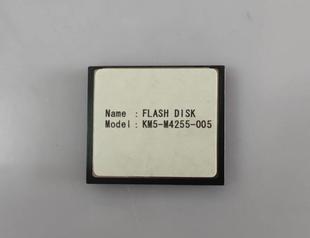 Name : FLASH DISK
Model : KM5-M4255-005